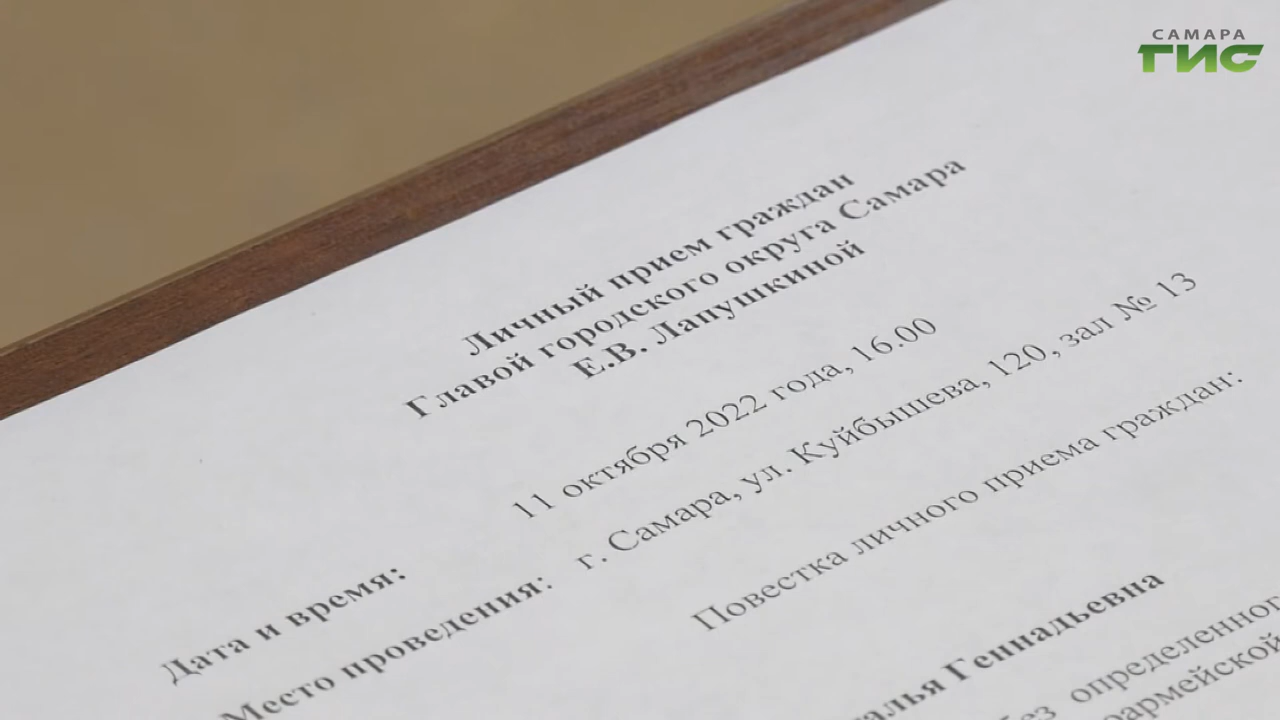 САМАРА
ГИС
Личный прием граждан
Главой городского округа Самара
Е.В. Лапушкиной
Дата и время: 11 октября 2022 года, 16.00
Место проведения: г. Самара, ул. Куйбышева, 120, зал № 13
Повестка личного приема граждан:
Геннадьевна